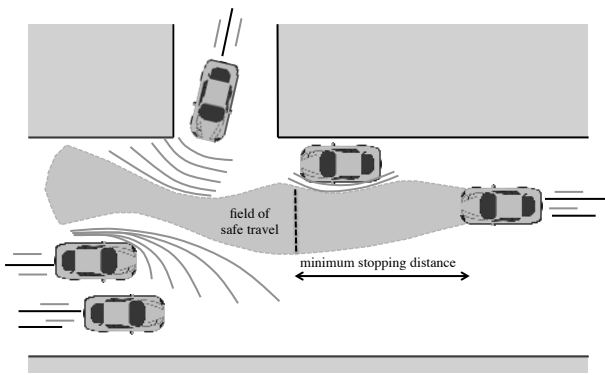 field of
safe travel
minimum stopping distance